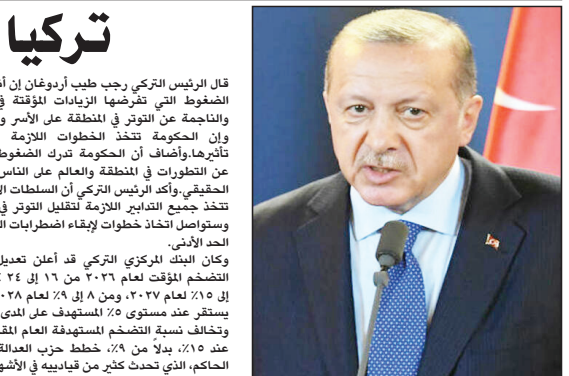 تركيا
قال الرئيس التركي رجب طيب أردوغان إن
الضغوط التي تفرضها الزيادات المؤقتة
والناجمة عن التوتر في المنطقة على الأسر
وإن الحكومة تتخذ الخطوات اللازمة
تأثيرها.وأضاف أن الحكومة تدرك الضغوط
عن التطورات في المنطقة والعالم على الناس
الحقيقي.وأكد الرئيس التركي أن السلطات
تتخذ جميع التدابير اللازمة لتقليل التوتر في
وستواصل اتخاذ خطوات لإبقاء اضطرابات
الحد الأدنى.
وكان البنك المركزي التركي قد أعلن تعديل
التضخم المؤقت لعام ٢٠٢٦ من ١٦ إلى ٢٤
إلى ١٥٪ لعام ٢٠٢٧، ومن ٨ إلى ٩٪ لعام ٢٠٢٨
يستقر عند مستوى ٥٪ المستهدف على المدى
وتخالف نسبة التضخم المستهدفة العام
عند ١٥٪، بدلاً من ٩٪، خطط حزب العدالة
الحاكم، الذي تحدث كثير من قيادييه في